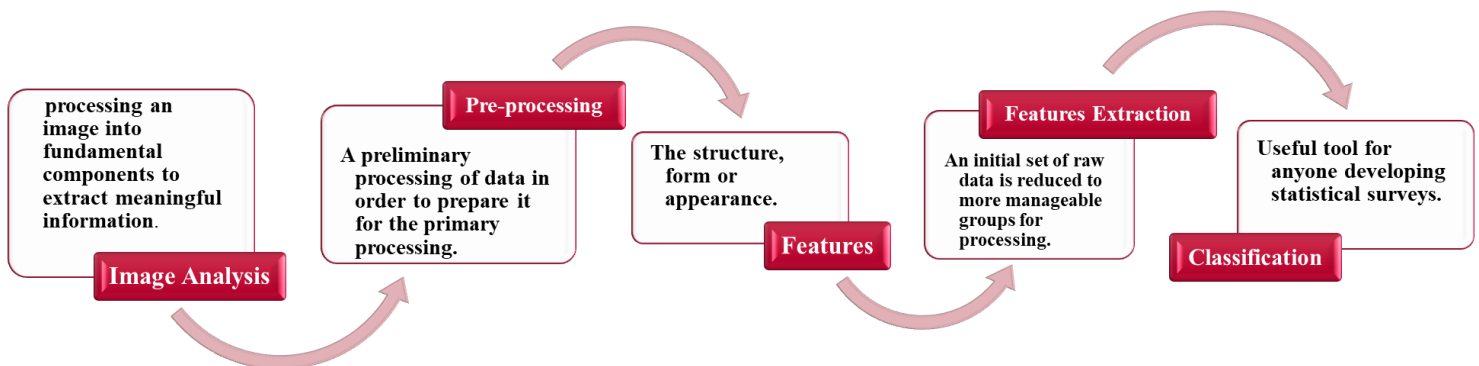 processing an
image into
fundamental
components to
extract meaningful
information.
Image Analysis
Pre-processing
A preliminary
processing of data in
order to prepare it
for the primary
processing.
The structure,
form or
appearance.
Features
Features Extraction
An initial set of raw
data is reduced to
more manageable
groups for
processing.
Useful tool for
anyone developing
statistical surveys.
Classification